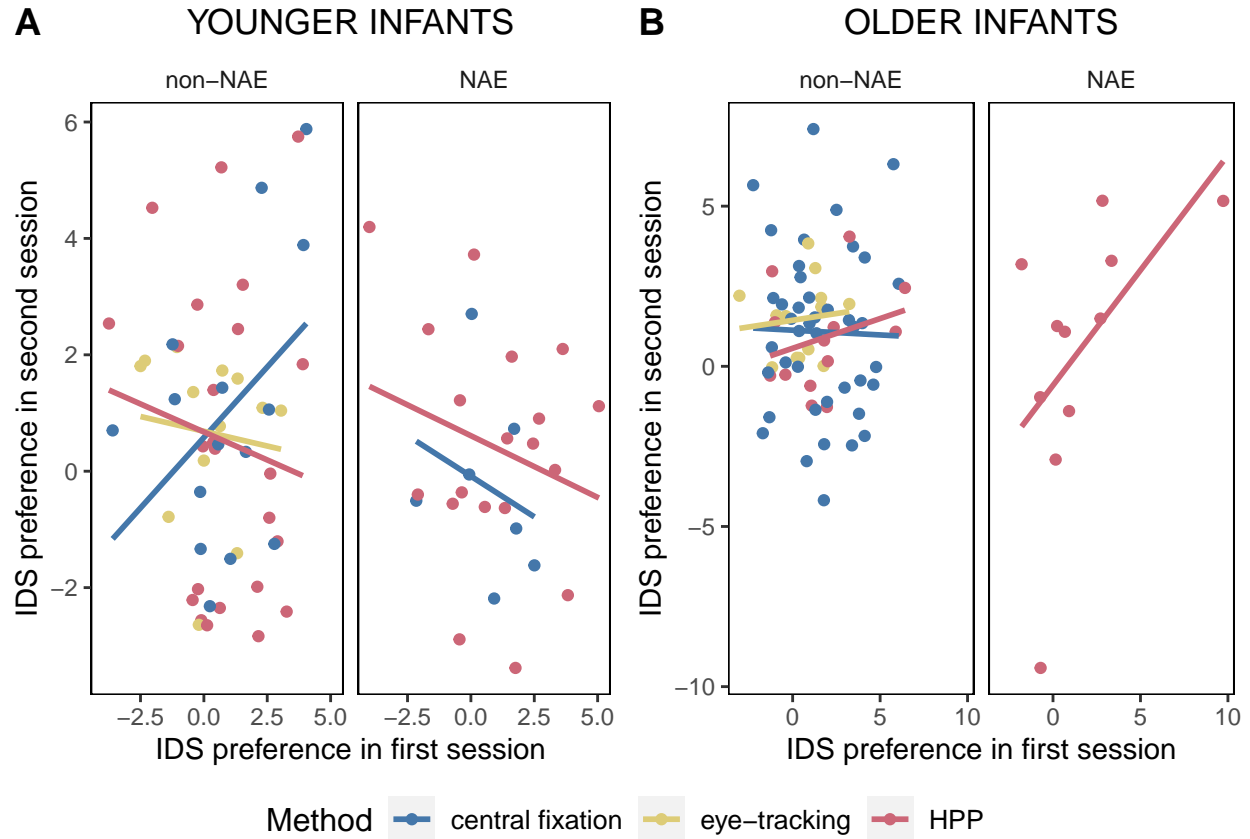 A YOUNGER INFANTS
B OLDER INFANTS
non−NAE NAE
non−NAE NAE
IDS preference in second session
6
4
2
0
−2
−2.5 0.0 2.5 5.0
−2.5 0.0 2.5 5.0
IDS preference in first session
IDS preference in second session
5
0
−5
−10
0 5 10
0 5 10
IDS preference in first session
Method central fixation eye−tracking HPP